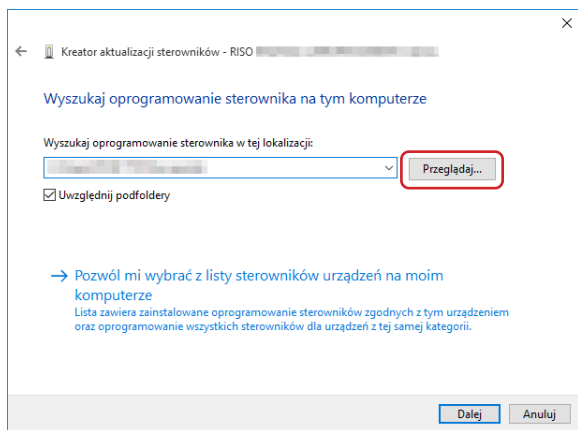 Kreator aktualizacji sterowników - RISO
Wyszukaj oprogramowanie sterownika na tym komputerze
Wyszukaj oprogramowanie sterownika w tej lokalizacji:
Przeglądaj...
Uwzględnij podfoldery
Pozwól mi wybrać z listy sterowników urządzeń na moim
komputerze
Lista zawiera zainstalowane oprogramowanie sterowników zgodnych z tym urządzeniem
oraz oprogramowanie wszystkich sterowników dla urządzeń z tej samej kategorii.
Dalej Anuluj